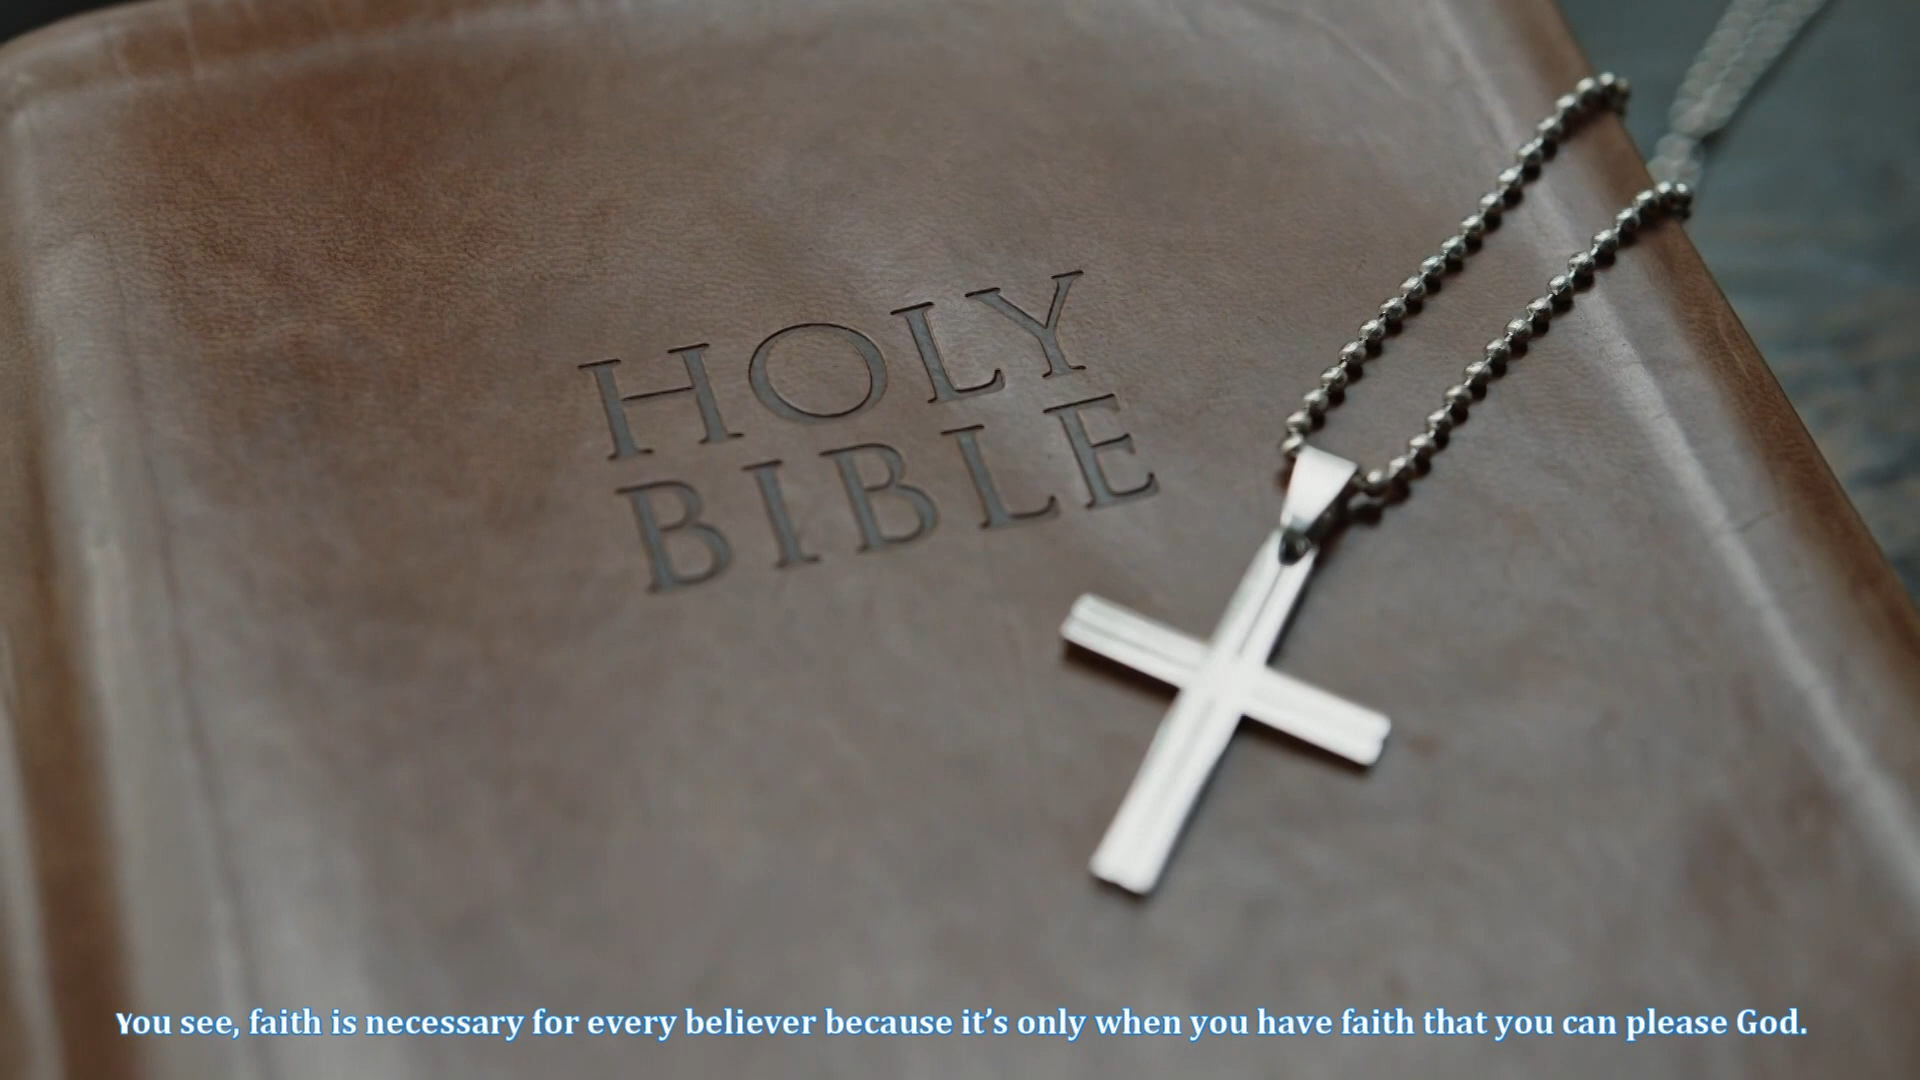 HOLY
BIBLE
You see, faith is necessary for every believer because it's only when you have faith that you can please God.